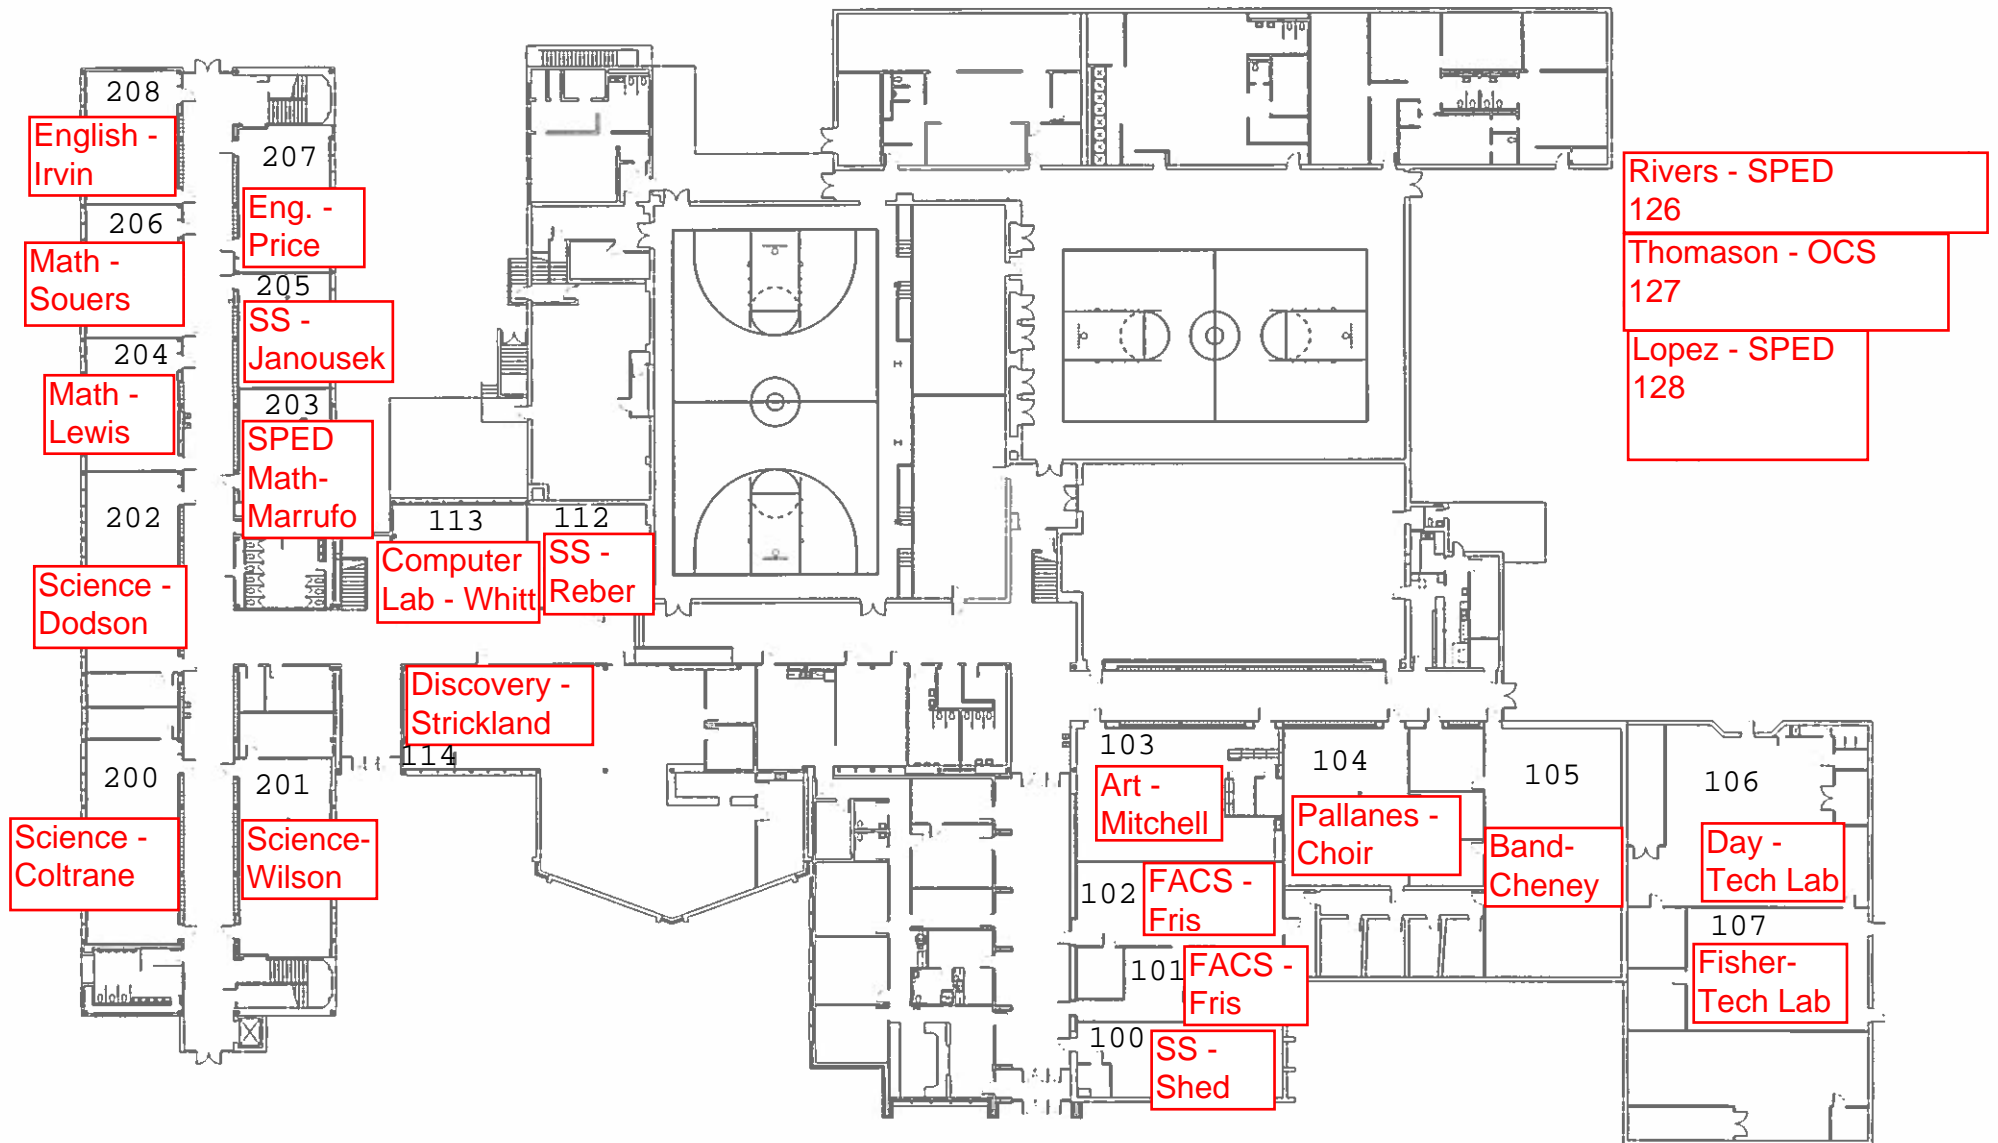 208
English -
Irvin
207
Eng. -
Price
206
Math -
Souers
205
SS -
Janousek
204
Math -
Lewis
203
SPED
Math-
Marrufo
202
Science -
Dodson
113
Computer
Lab - Whitt
112
SS -
Reber
Discovery -
Strickland
114
200
Science -
Coltrane
201
Science-
Wilson
Rivers - SPED
126
Thomason - OCS
127
Lopez - SPED
128
103
Art -
Mitchell
104
Pallanes -
Choir
105
Band-
Cheney
106
Day -
Tech Lab
102
FACS -
Fris
107
Fisher-
Tech Lab
101
FACS -
Fris
100
SS -
Shed